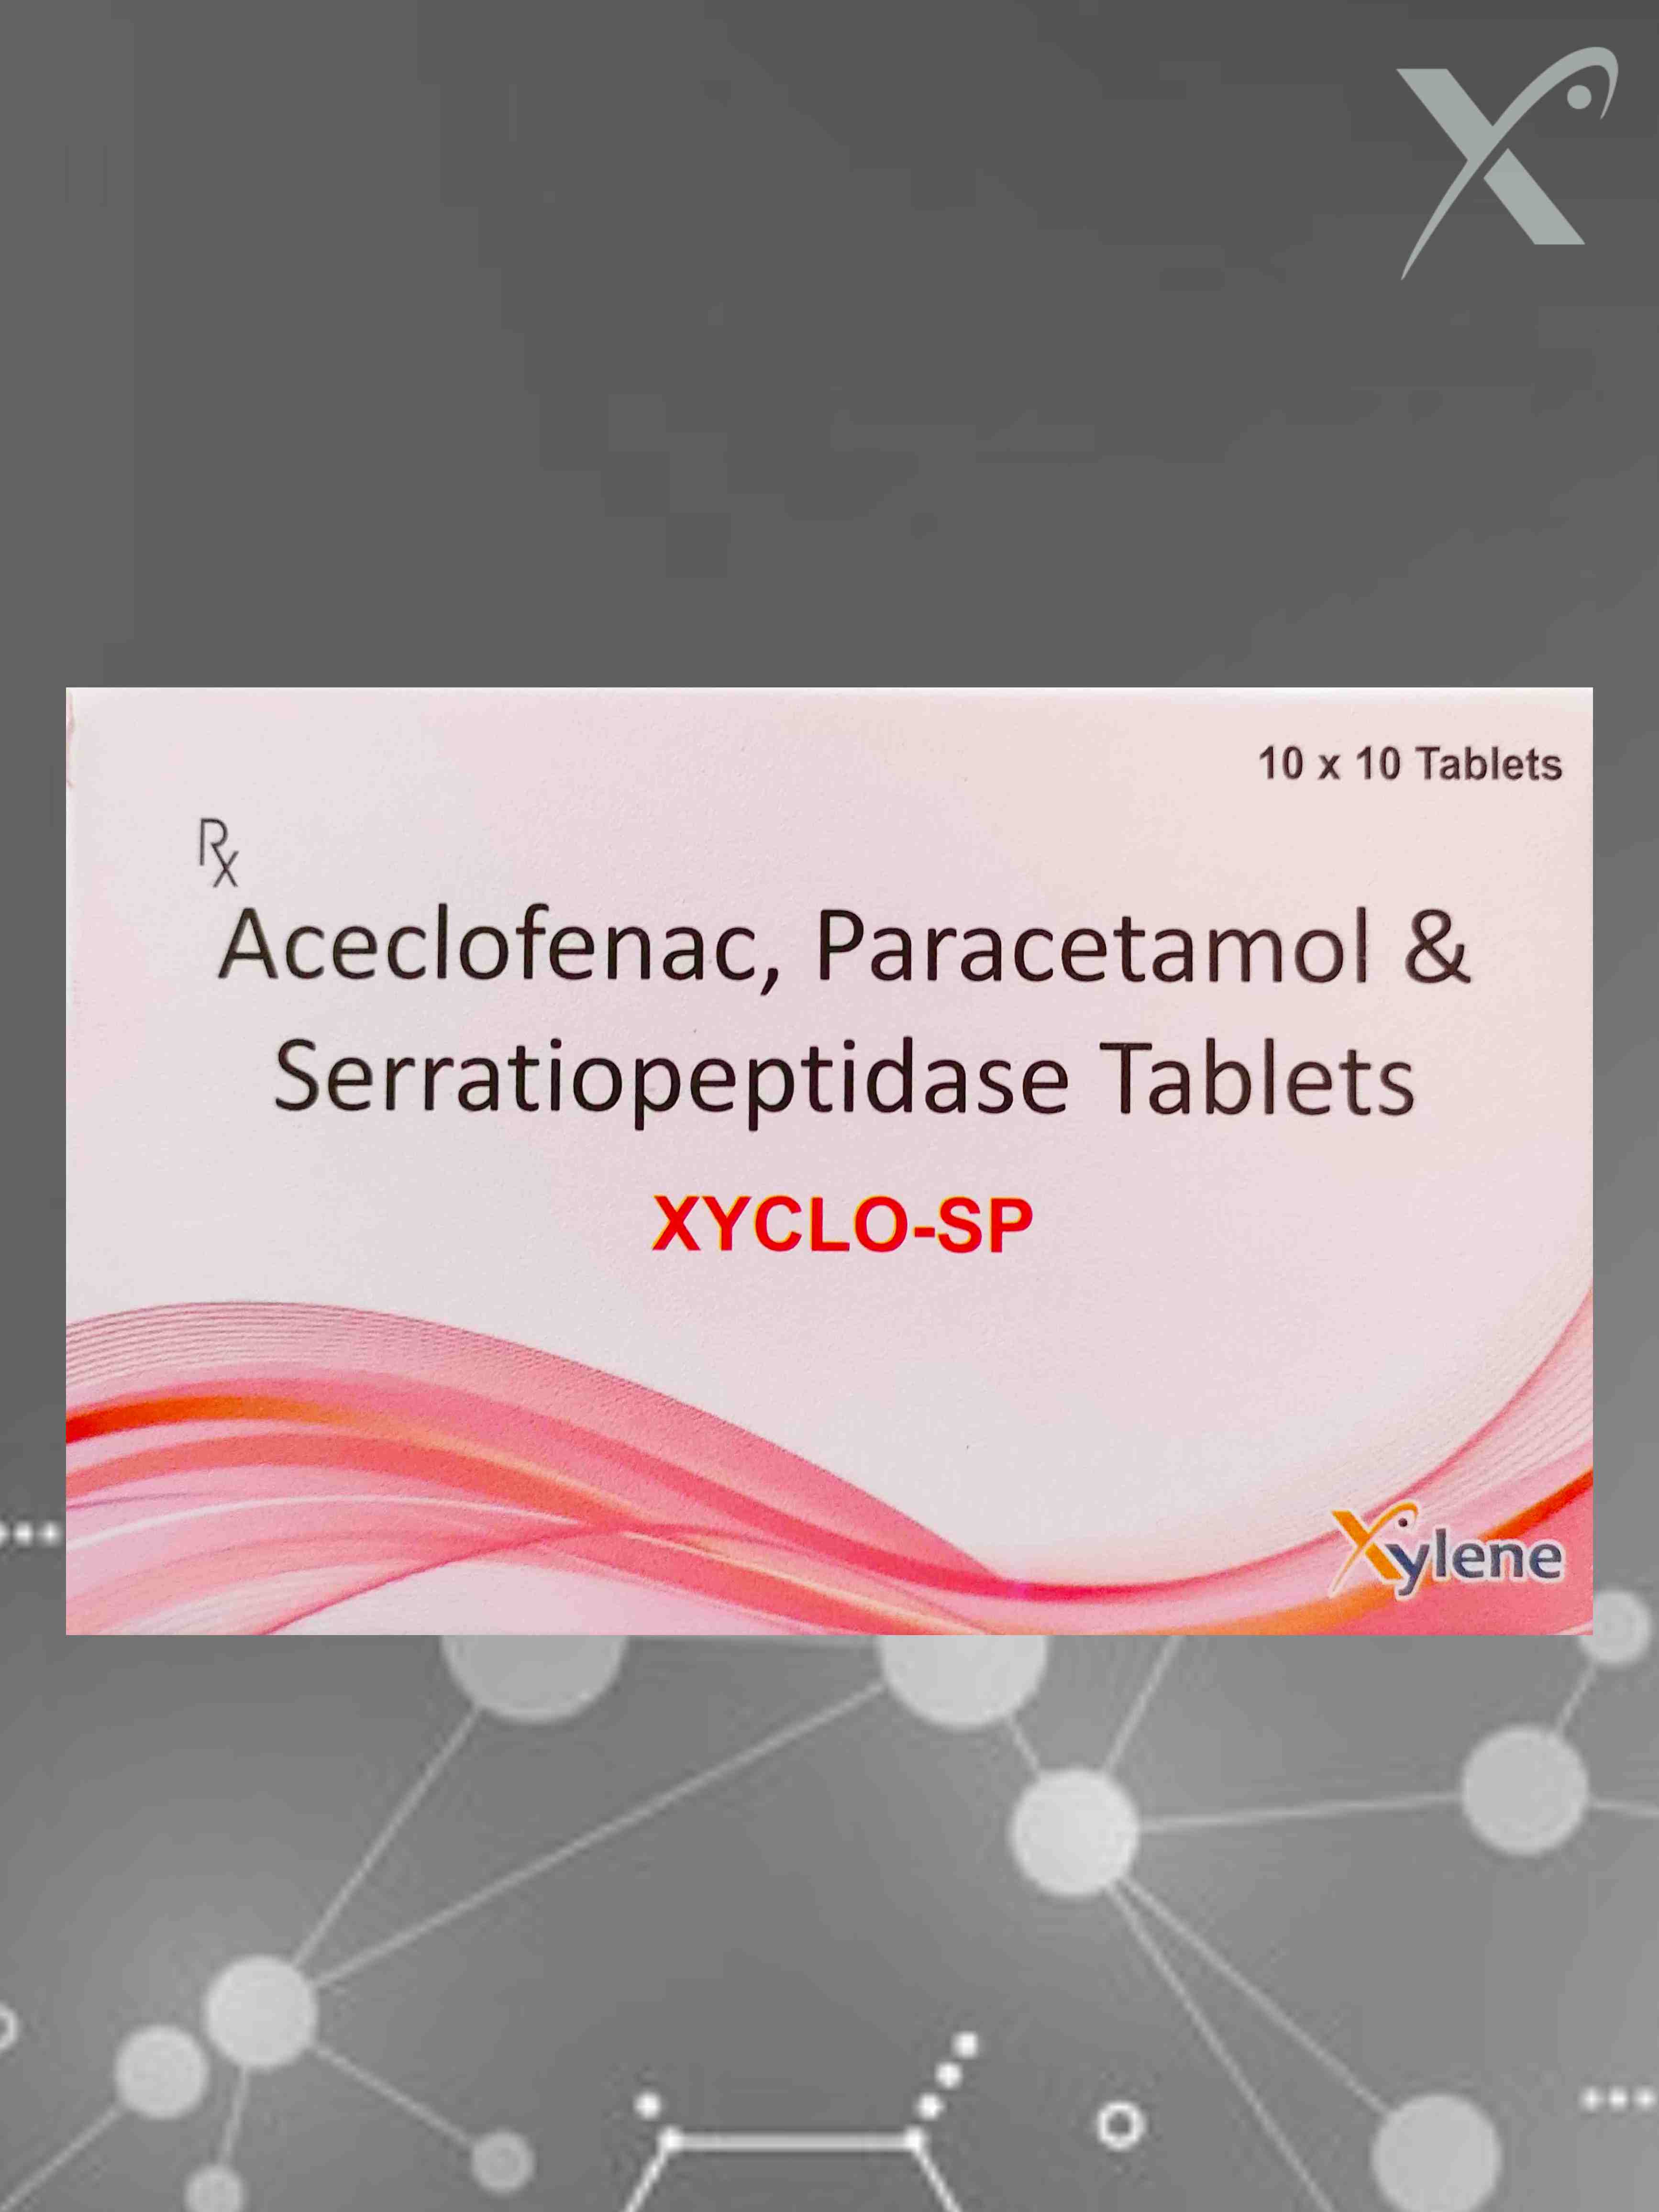 10 x 10 Tablets
Rx
Aceclofenac, Paracetamol &
Serratiopeptidase Tablets
XYCLO-SP
Xylene